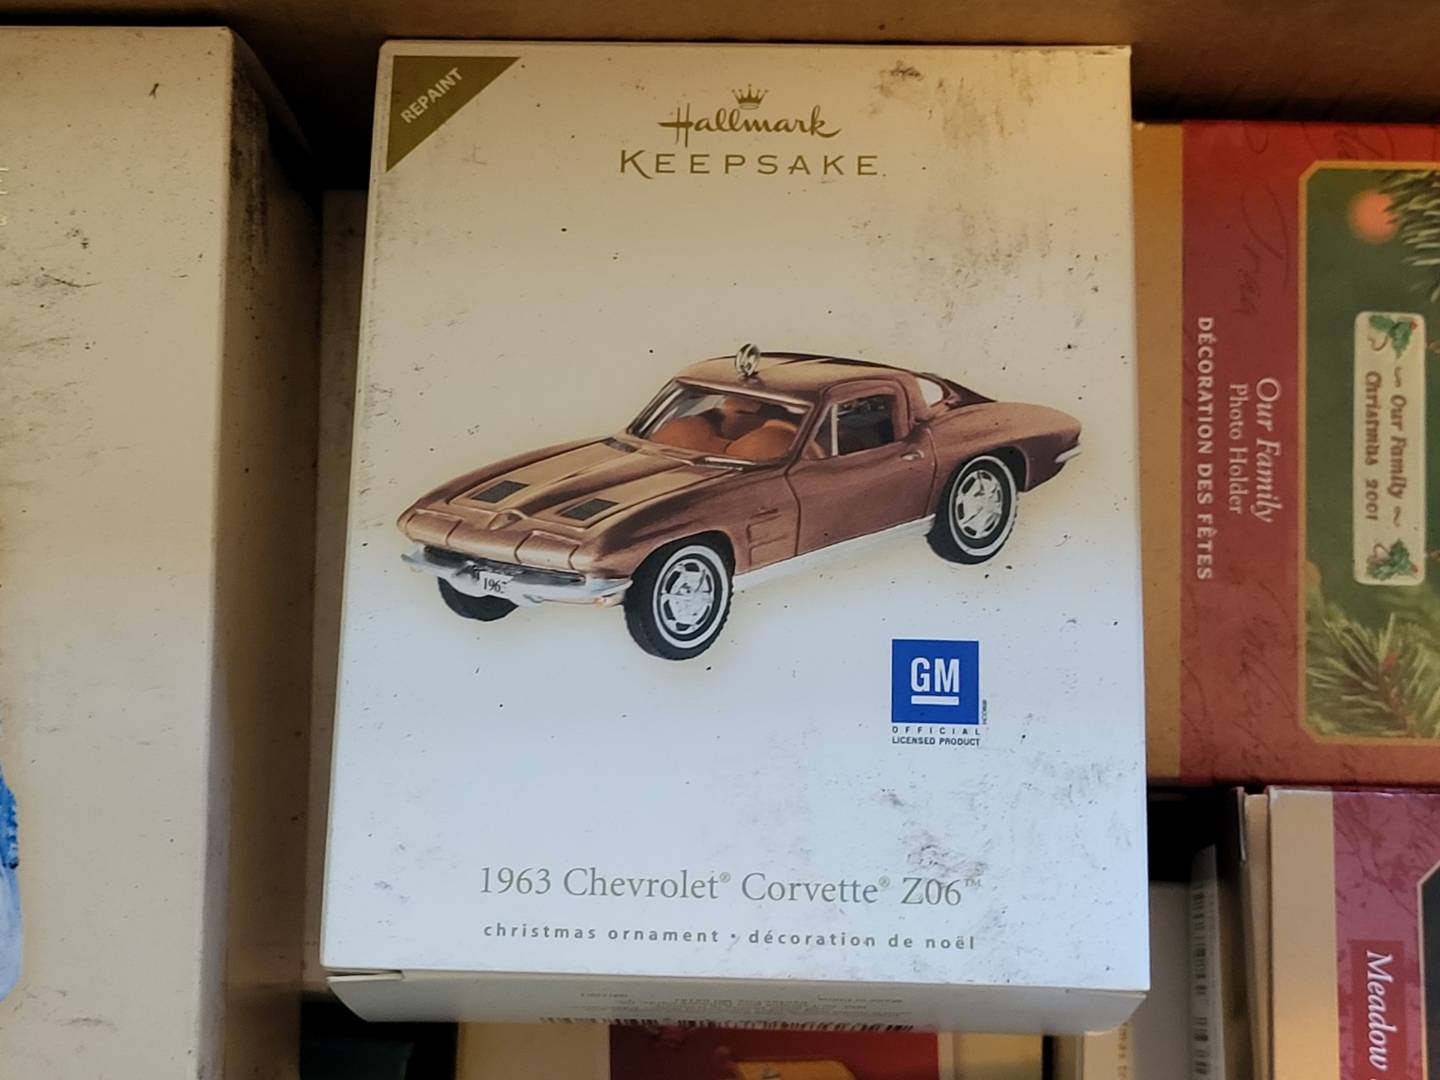 REPAINT
Hallmark
KEEPSAKE
196
GM
OFFICIAL
LICENSED PRODUCT
1963 Chevrolet® Corvette® Z06™
christmas ornament • décoration de noël
Our Family
Photo Holder
DÉCORATION DES FÊTES
~ Our Family ~
Christmas 2001
Meadow